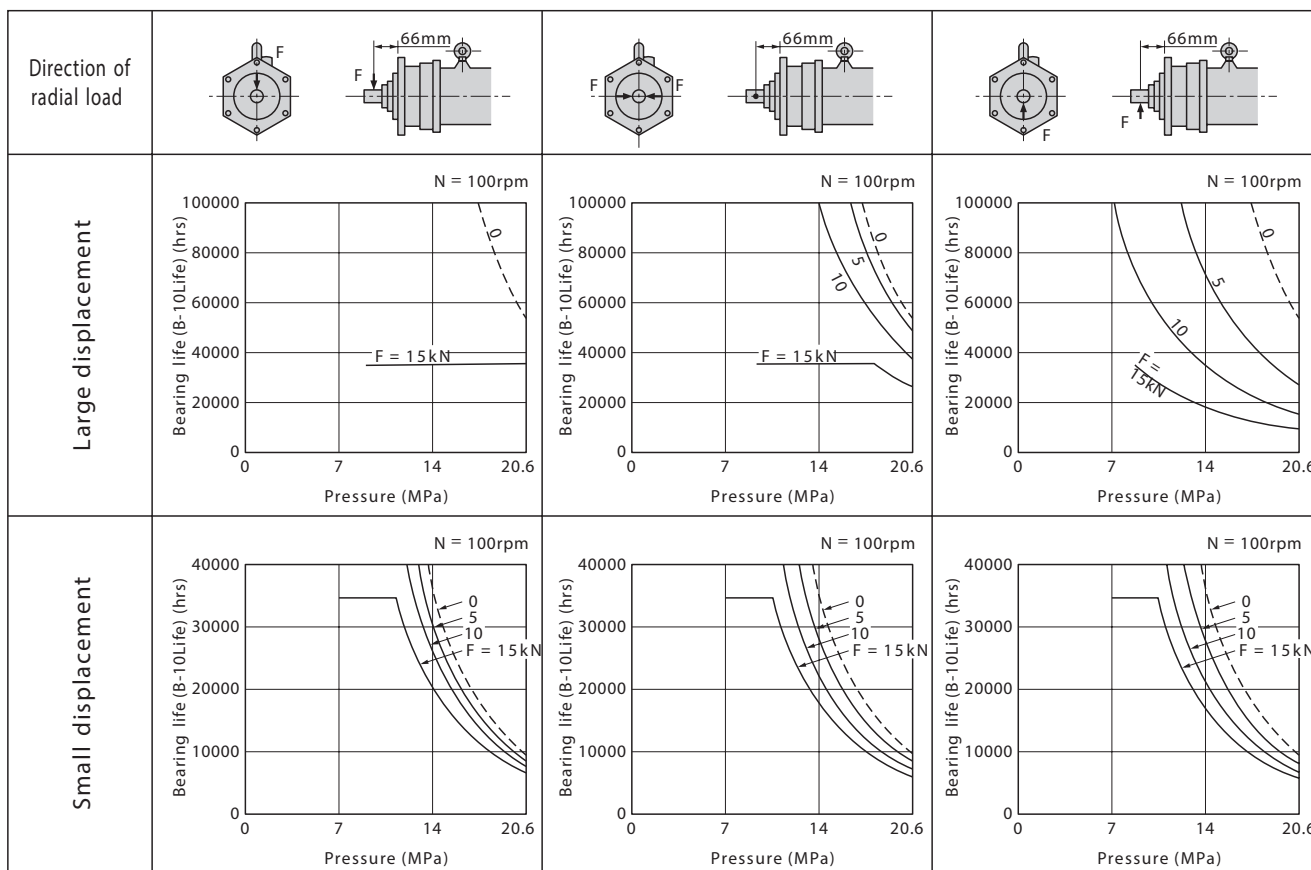 Direction of
radial load
F
F
66mm
F
F
66mm
F
F
66mm
Large displacement
N = 100rpm
Bearing life (B-10Life) (hrs)
100000
80000
60000
40000
20000
0
0
F = 15kN
0
7
14
20.6
Pressure (MPa)
N = 100rpm
Bearing life (B-10Life) (hrs)
100000
80000
60000
40000
20000
0
0
5
10
F = 15kN
0
7
14
20.6
Pressure (MPa)
N = 100rpm
Bearing life (B-10Life) (hrs)
100000
80000
60000
40000
20000
0
0
5
10
F =
15kN
0
7
14
20.6
Pressure (MPa)
Small displacement
N = 100rpm
Bearing life (B-10Life) (hrs)
40000
30000
20000
10000
0
0
5
10
F = 15kN
0
7
14
20.6
Pressure (MPa)
N = 100rpm
Bearing life (B-10Life) (hrs)
40000
30000
20000
10000
0
0
5
10
F = 15kN
0
7
14
20.6
Pressure (MPa)
N = 100rpm
Bearing life (B-10Life) (hrs)
40000
30000
20000
10000
0
0
5
10
F = 15kN
0
7
14
20.6
Pressure (MPa)